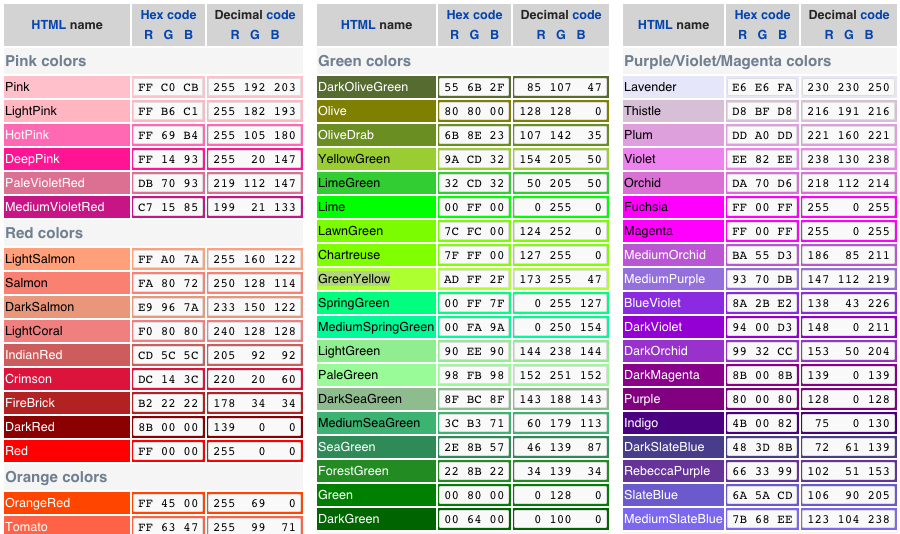 HTML name Hex code Decimal code
R G B R G B
Pink colors
Pink FF C0 CB 255 192 203
LightPink FF B6 C1 255 182 193
HotPink FF 69 B4 255 105 180
DeepPink FF 14 93 255 20 147
PaleVioletRed DB 70 93 219 112 147
MediumVioletRed C7 15 85 199 21 133
Red colors
LightSalmon FF A0 7A 255 160 122
Salmon FA 80 72 250 128 114
DarkSalmon E9 96 7A 233 150 122
LightCoral F0 80 80 240 128 128
IndianRed CD 5C 5C 205 92 92
Crimson DC 14 3C 220 20 60
FireBrick B2 22 22 178 34 34
DarkRed 8B 00 00 139 0 0
Red FF 00 00 255 0 0
Orange colors
OrangeRed FF 45 00 255 69 0
Tomato FF 63 47 255 99 71
HTML name Hex code Decimal code
R G B R G B
Green colors
DarkOliveGreen 55 6B 2F 85 107 47
Olive 80 80 00 128 128 0
OliveDrab 6B 8E 23 107 142 35
YellowGreen 9A CD 32 154 205 50
LimeGreen 32 CD 32 50 205 50
Lime 00 FF 00 0 255 0
LawnGreen 7C FC 00 124 252 0
Chartreuse 7F FF 00 127 255 0
GreenYellow AD FF 2F 173 255 47
SpringGreen 00 FF 7F 0 255 127
MediumSpringGreen 00 FA 9A 0 250 154
LightGreen 90 EE 90 144 238 144
PaleGreen 98 FB 98 152 251 152
DarkSeaGreen 8F BC 8F 143 188 143
MediumSeaGreen 3C B3 71 60 179 113
SeaGreen 2E 8B 57 46 139 87
ForestGreen 22 8B 22 34 139 34
Green 00 80 00 0 128 0
DarkGreen 00 64 00 0 100 0
HTML name Hex code Decimal code
R G B R G B
Purple/Violet/Magenta colors
Lavender E6 E6 FA 230 230 250
Thistle D8 BF D8 216 191 216
Plum DD A0 DD 221 160 221
Violet EE 82 EE 238 130 238
Orchid DA 70 D6 218 112 214
Fuchsia FF 00 FF 255 0 255
Magenta FF 00 FF 255 0 255
MediumOrchid BA 55 D3 186 85 211
MediumPurple 93 70 DB 147 112 219
BlueViolet 8A 2B E2 138 43 226
DarkViolet 94 00 D3 148 0 211
DarkOrchid 99 32 CC 153 50 204
DarkMagenta 8B 00 8B 139 0 139
Purple 80 00 80 128 0 128
Indigo 4B 00 82 75 0 130
DarkSlateBlue 48 3D 8B 72 61 139
RebeccaPurple 66 33 99 102 51 153
SlateBlue 6A 5A CD 106 90 205
MediumSlateBlue 7B 68 EE 123 104 238